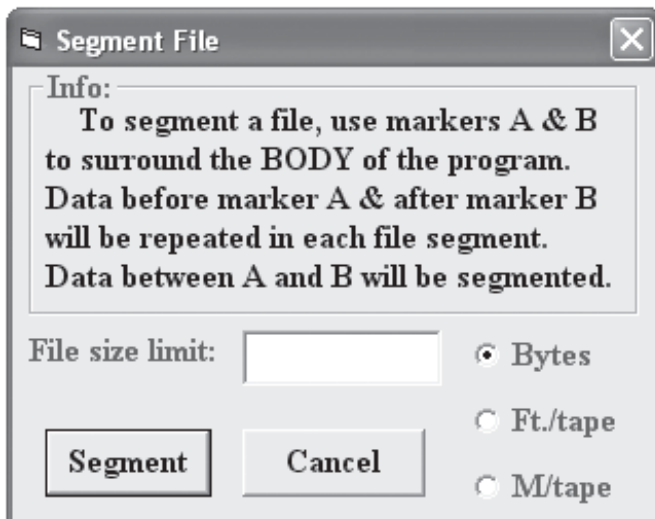 Segment File
Info:
To segment a file, use markers A & B
to surround the BODY of the program.
Data before marker A & after marker B
will be repeated in each file segment.
Data between A and B will be segmented.
File size limit:
Bytes
Ft./tape
Segment
Cancel
M/tape